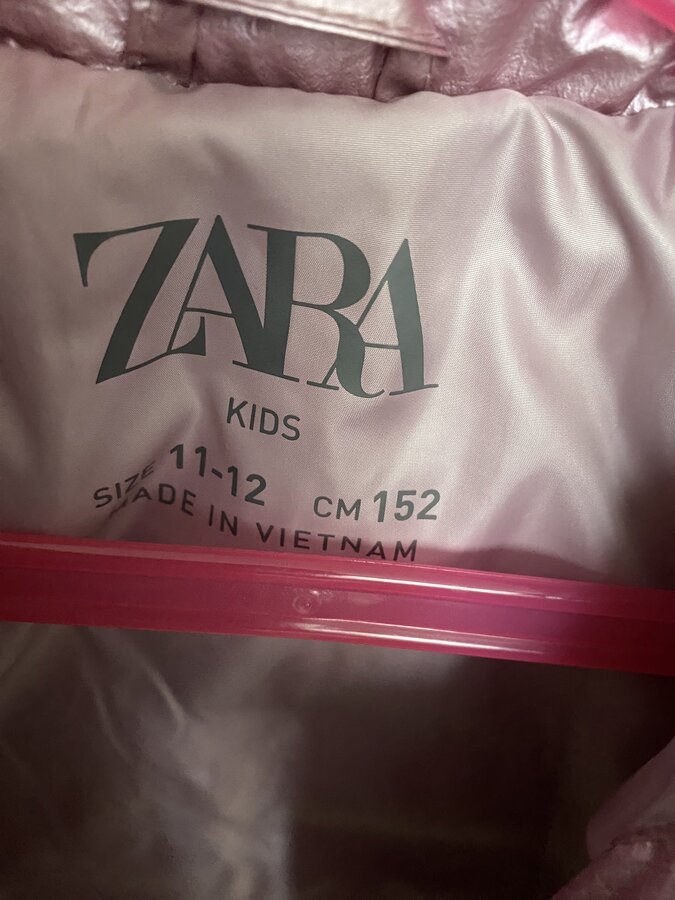 ZARA
KIDS
SIZE 11-12 CM 152
MADE IN VIETNAM